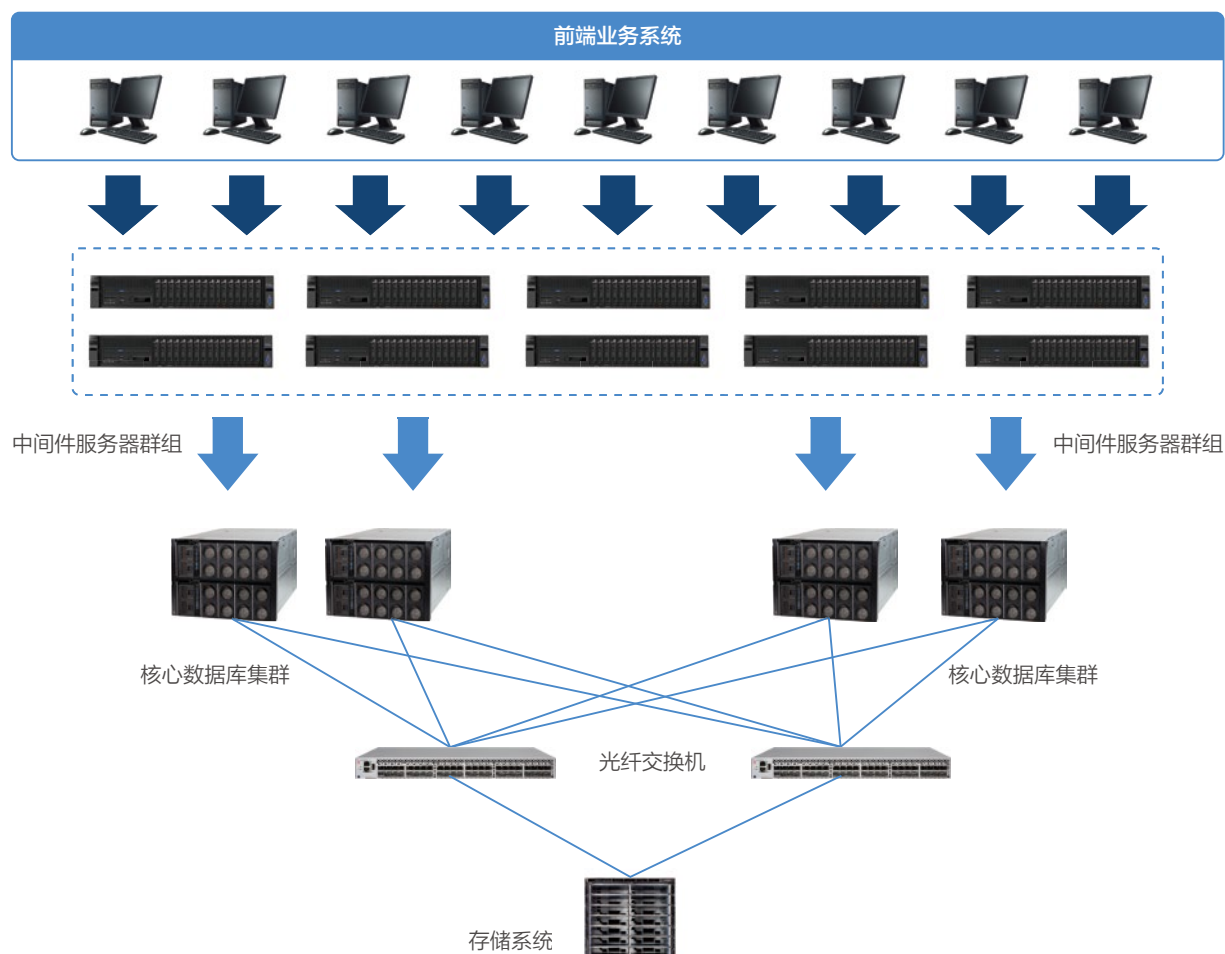 前端业务系统
中间件服务器群组
中间件服务器群组
核心数据库集群
核心数据库集群
光纤交换机
存储系统